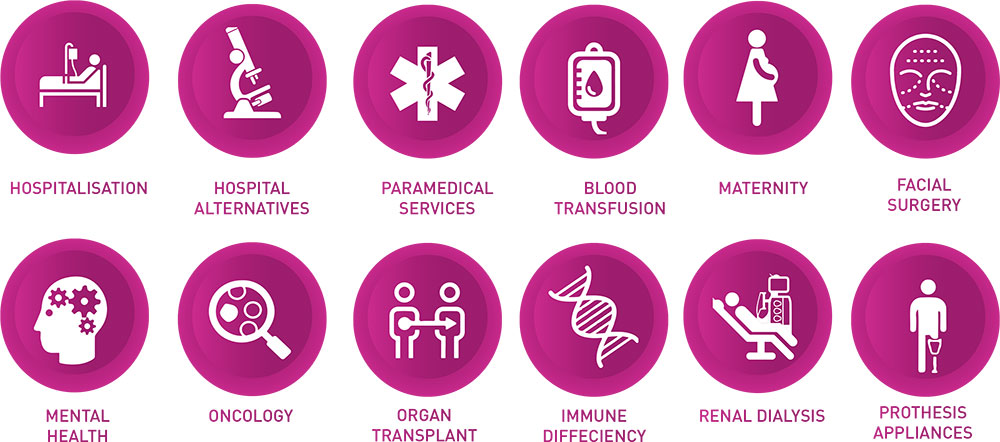 HOSPITALISATION
HOSPITAL
ALTERNATIVES
PARAMEDICAL
SERVICES
BLOOD
TRANSFUSION
MATERNITY
FACIAL
SURGERY
MENTAL
HEALTH
ONCOLOGY
ORGAN
TRANSPLANT
IMMUNE
DIFFECIENCY
RENAL DIALYSIS
PROTHESIS
APPLIANCES